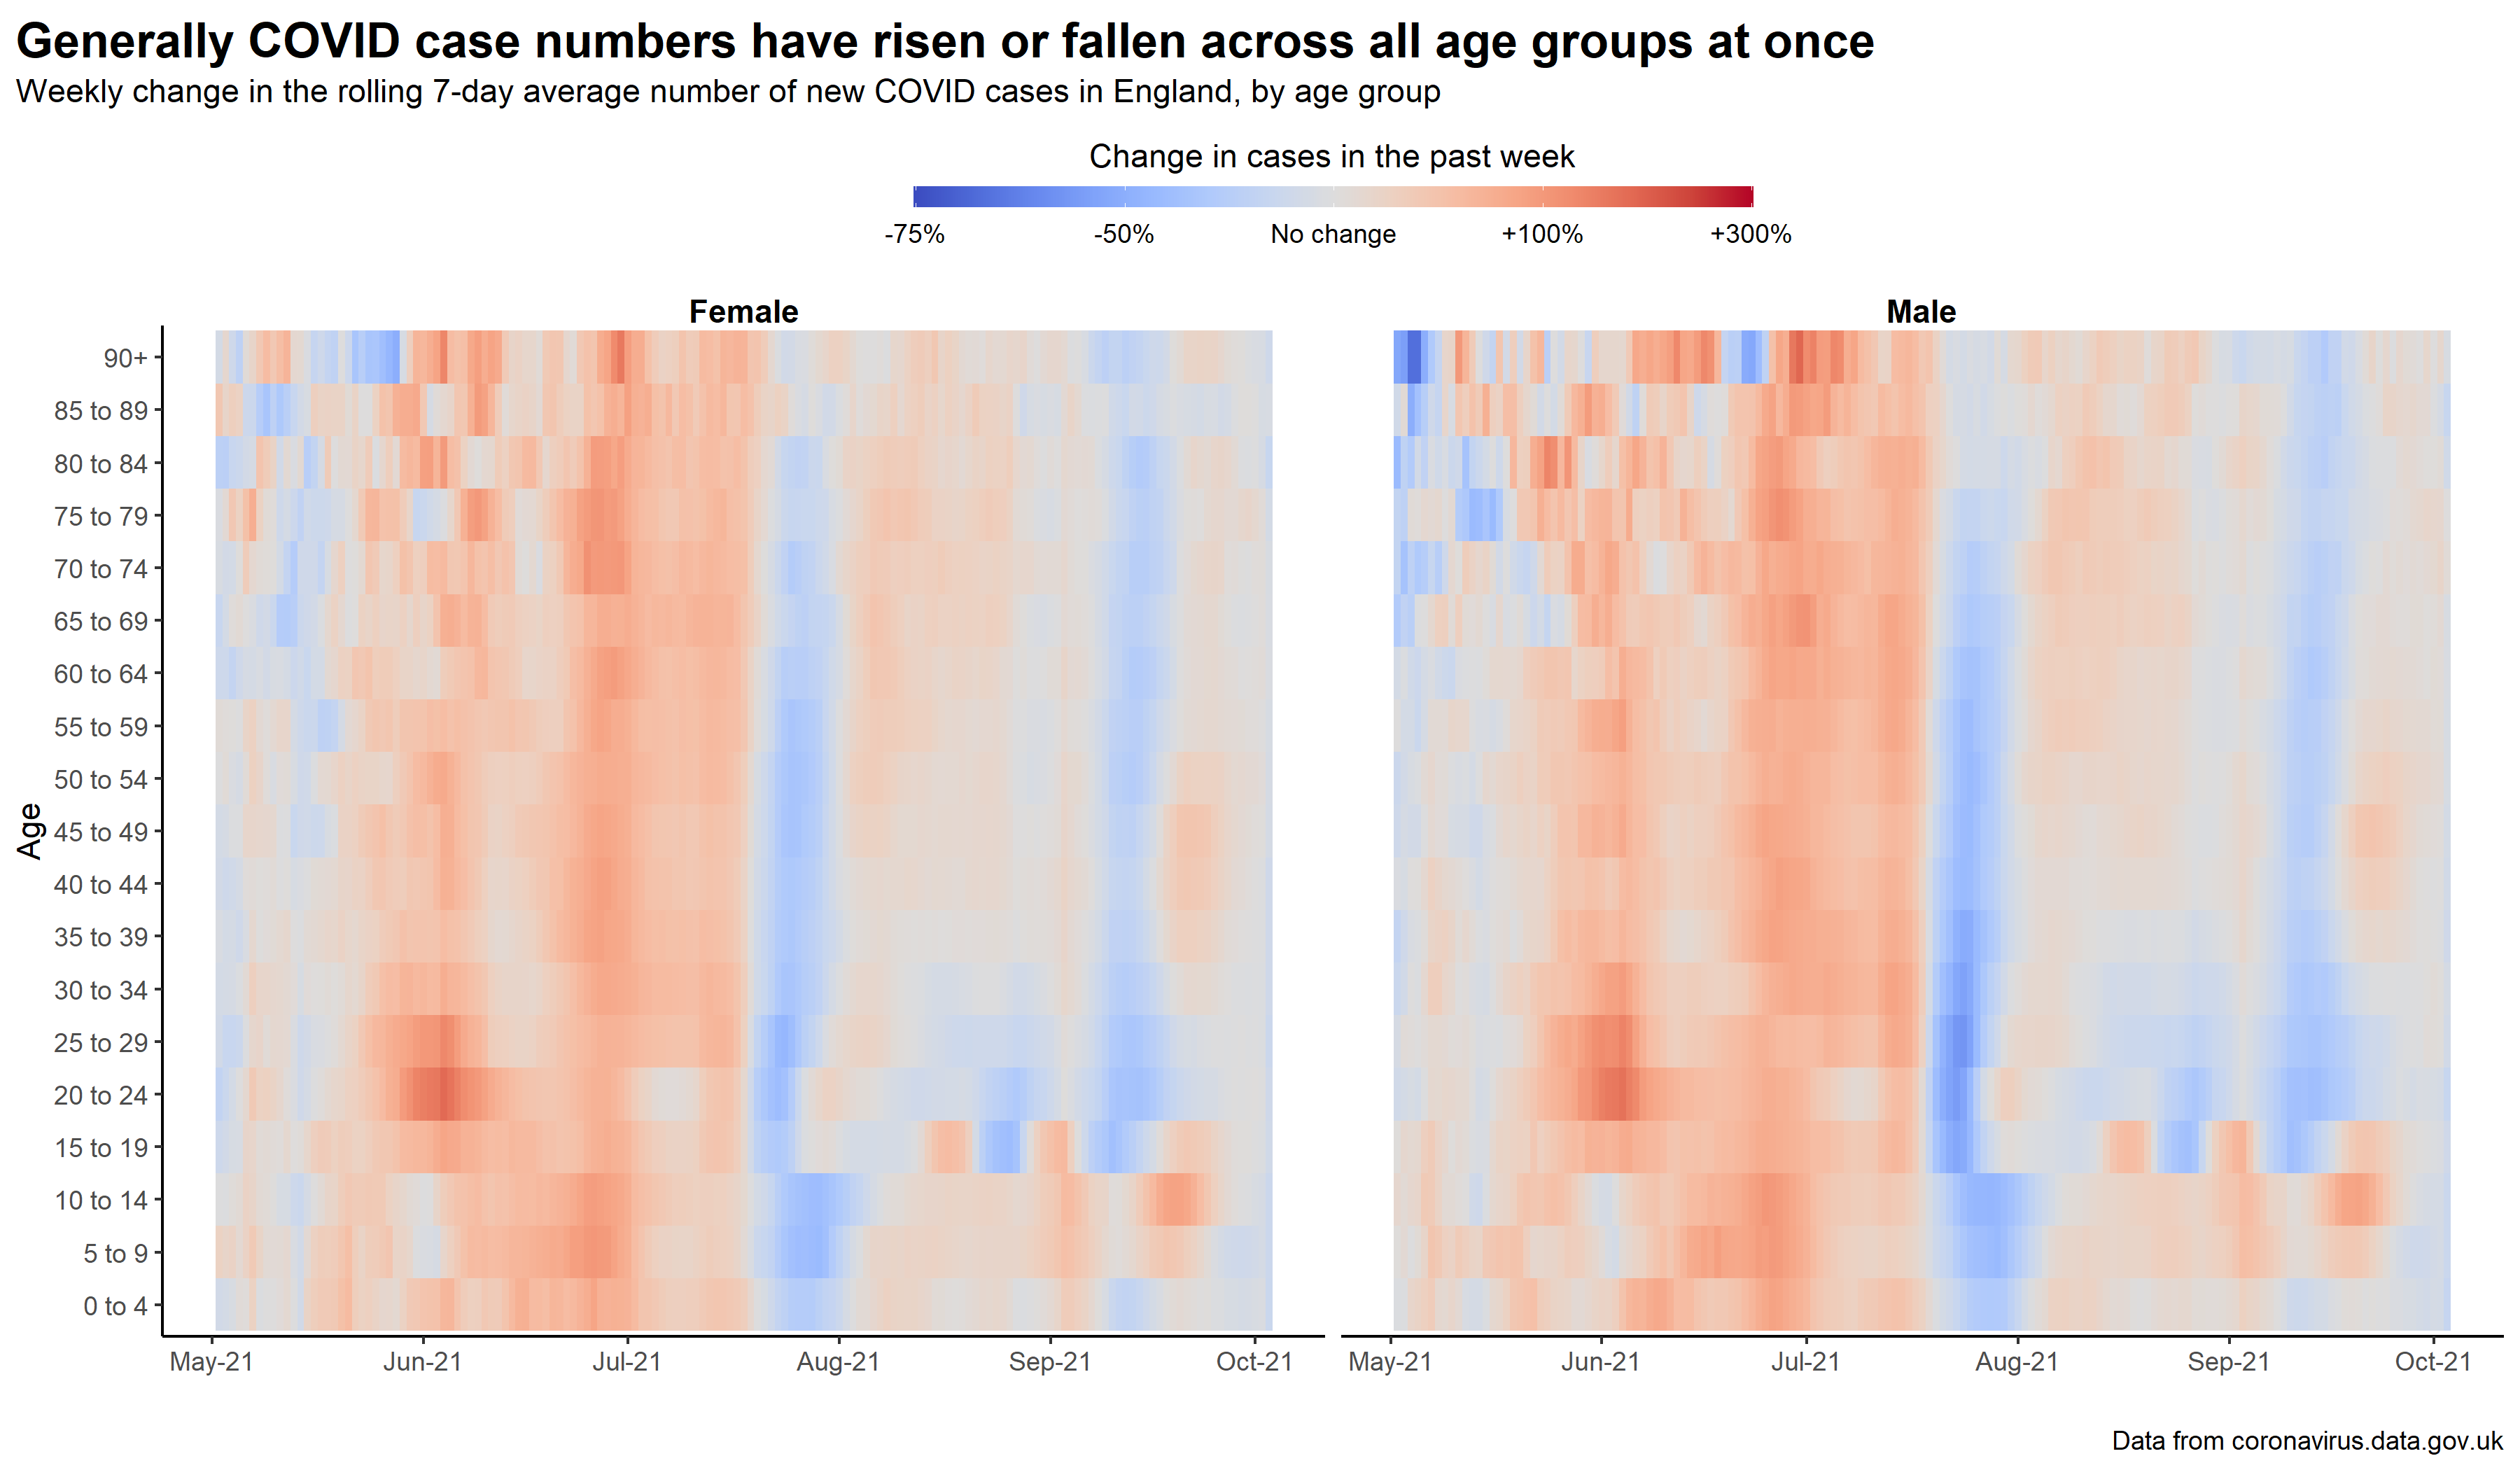 Generally COVID case numbers have risen or fallen across all age groups at once
Weekly change in the rolling 7-day average number of new COVID cases in England, by age group
Change in cases in the past week
-75% -50% No change +100% +300%
Female Male
90+
85 to 89
80 to 84
75 to 79
70 to 74
65 to 69
60 to 64
55 to 59
50 to 54
45 to 49
40 to 44
35 to 39
30 to 34
25 to 29
20 to 24
15 to 19
10 to 14
5 to 9
0 to 4
Age
May-21 Jun-21 Jul-21 Aug-21 Sep-21 Oct-21 May-21 Jun-21 Jul-21 Aug-21 Sep-21 Oct-21
Data from coronavirus.data.gov.uk